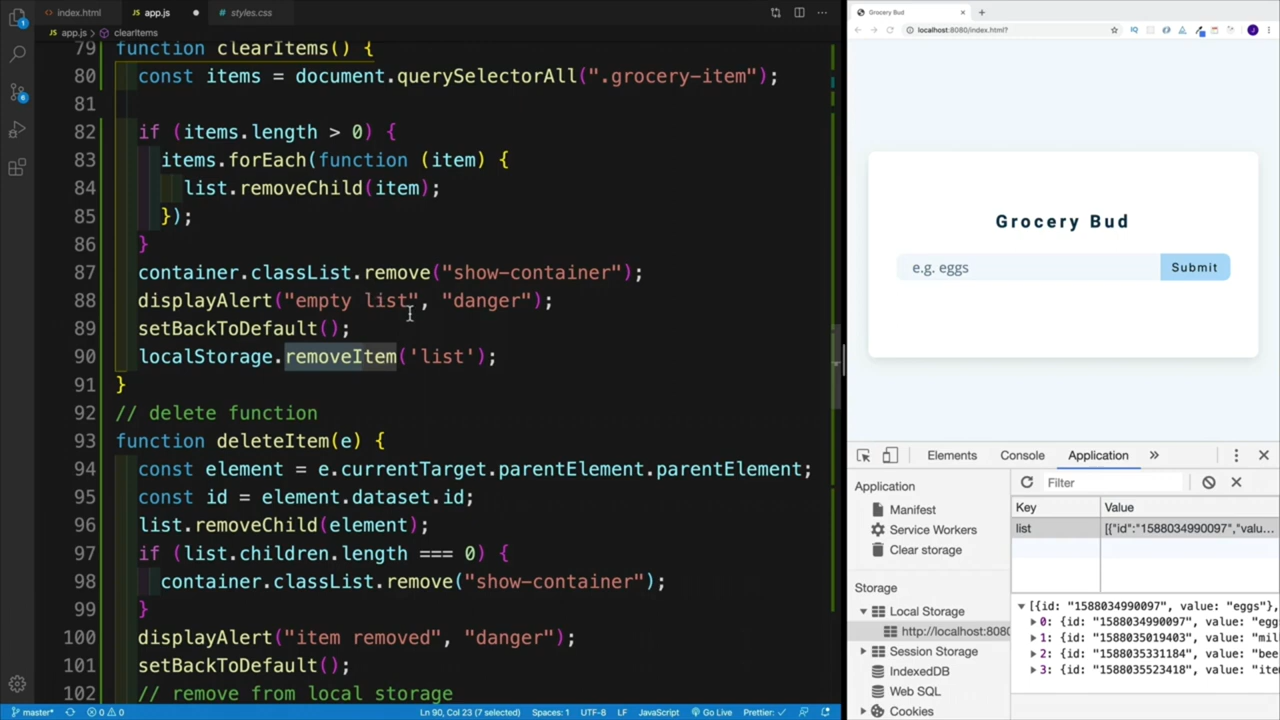 index.html
app.js
styles.css
app.js > clearItems
79 function clearItems() {
80 const items = document.querySelectorAll(".grocery-item");
81
82 if (items.length > 0) {
83 items.forEach(function (item) {
84 list.removeChild(item);
85 });
86 }
87 container.classList.remove("show-container");
88 displayAlert("empty list", "danger");
89 setBackToDefault();
90 localStorage.removeItem('list');
91 }
92 // delete function
93 function deleteItem(e) {
94 const element = e.currentTarget.parentElement.parentElement;
95 const id = element.dataset.id;
96 list.removeChild(element);
97 if (list.children.length === 0) {
98 container.classList.remove("show-container");
99 }
100 displayAlert("item removed", "danger");
101 setBackToDefault();
102 // remove from local storage
1
6
master*
0 0
Ln 90, Col 23 (7 selected)
Spaces: 1
UTF-8
LF
JavaScript
Go Live
Prettier: ✓
Grocery Bud
localhost:8080/index.html?
J
Grocery Bud
e.g. eggs
Submit
Elements
Console
Application
Application
Manifest
Service Workers
Clear storage
Storage
Local Storage
http://localhost:8080
Session Storage
IndexedDB
Web SQL
Cookies
Filter
Key Value
list [{"id":"1588034990097","valu...
[{id: "1588034990097", value: "eggs"},
0: {id: "1588034990097", value: "egg
1: {id: "1588035019403", value: "mil
2: {id: "1588035331184", value: "bee
3: {id: "1588035523418", value: "ite